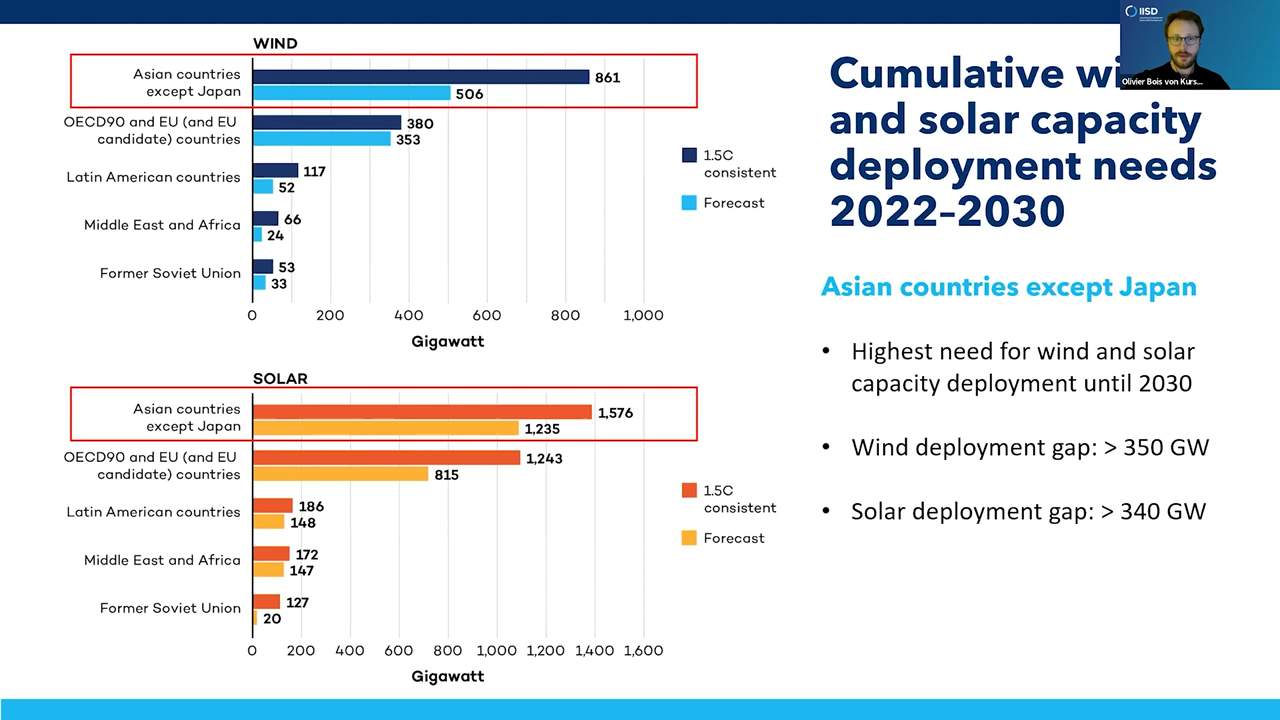 WIND
Asian countries
except Japan
861
506
OECD90 and EU (and EU
candidate) countries
380
353
Latin American countries
117
52
Middle East and Africa
66
24
Former Soviet Union
53
33
0 200 400 600 800 1,000
Gigawatt
1.5C
consistent
Forecast
SOLAR
Asian countries
except Japan
1,576
1,235
OECD90 and EU (and EU
candidate) countries
1,243
815
Latin American countries
186
148
Middle East and Africa
172
147
Former Soviet Union
127
20
0 200 400 600 800 1,000 1,200 1,400 1,600
Gigawatt
1.5C
consistent
Forecast
IISD
Olivier Bois von Kurs...
Cumulative wi
and solar capacity
deployment needs
2022–2030
Asian countries except Japan
• Highest need for wind and solar
capacity deployment until 2030
• Wind deployment gap: > 350 GW
• Solar deployment gap: > 340 GW